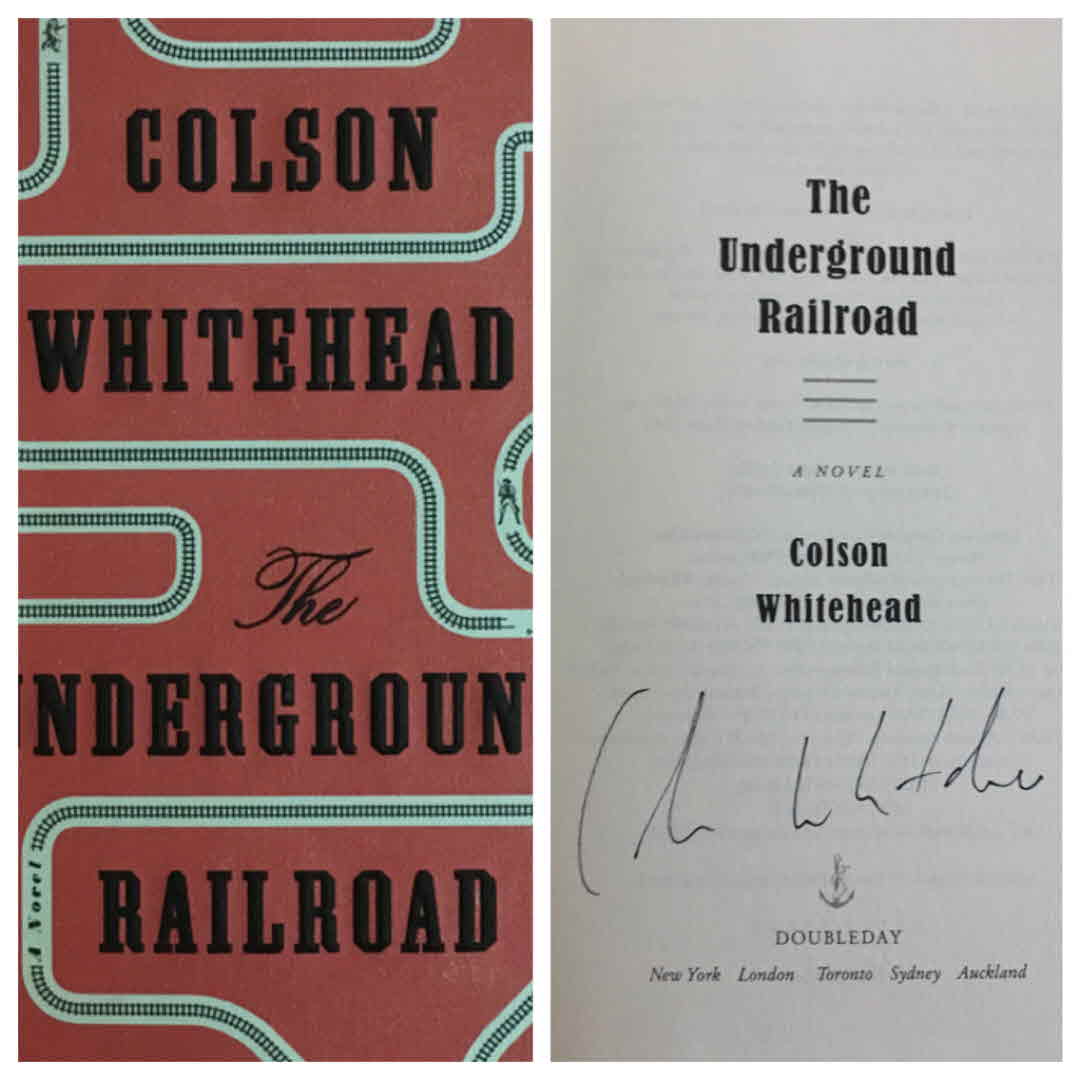 COLSON
WHITEHEAD
The
UNDERGROUN
RAILROAD
A Novel
The
Underground
Railroad
A NOVEL
Colson
Whitehead
DOUBLEDAY
New York London Toronto Sydney Auckland